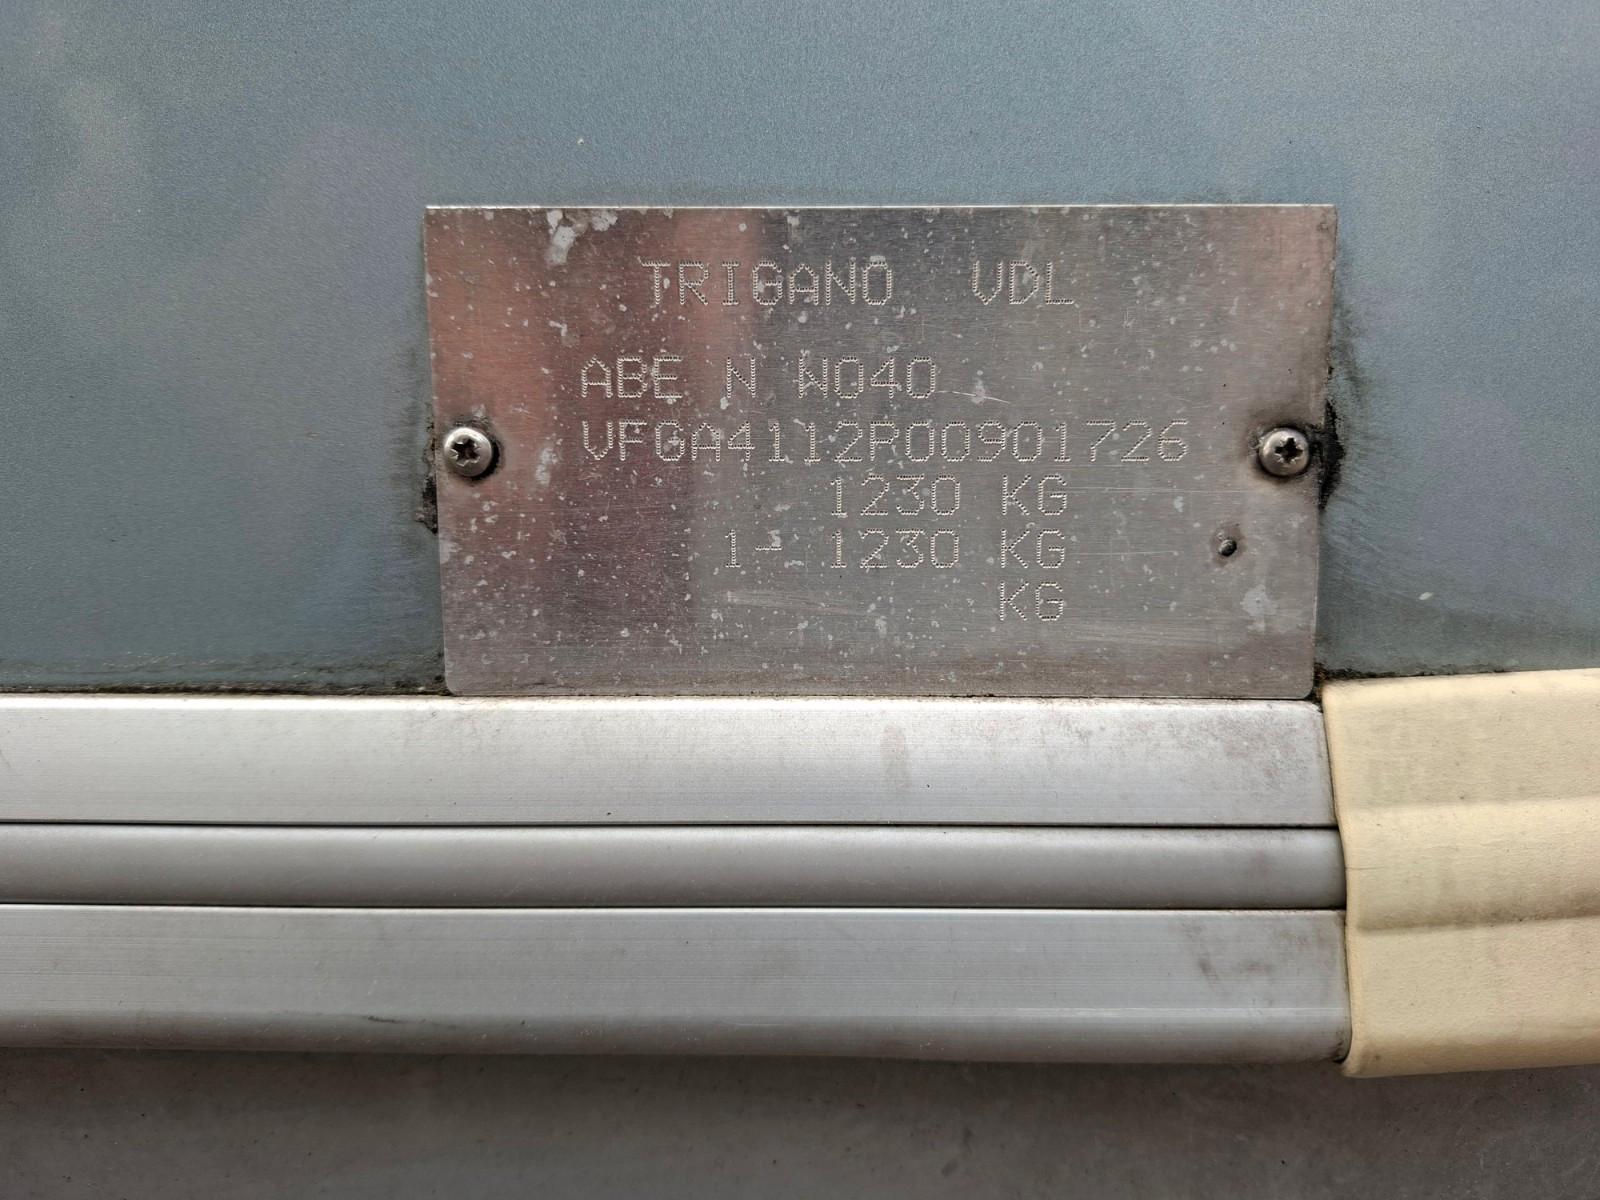 TRIGANO VDL
ABE N W040
VFGA4112R00901726
1230 KG
1- 1230 KG
KG